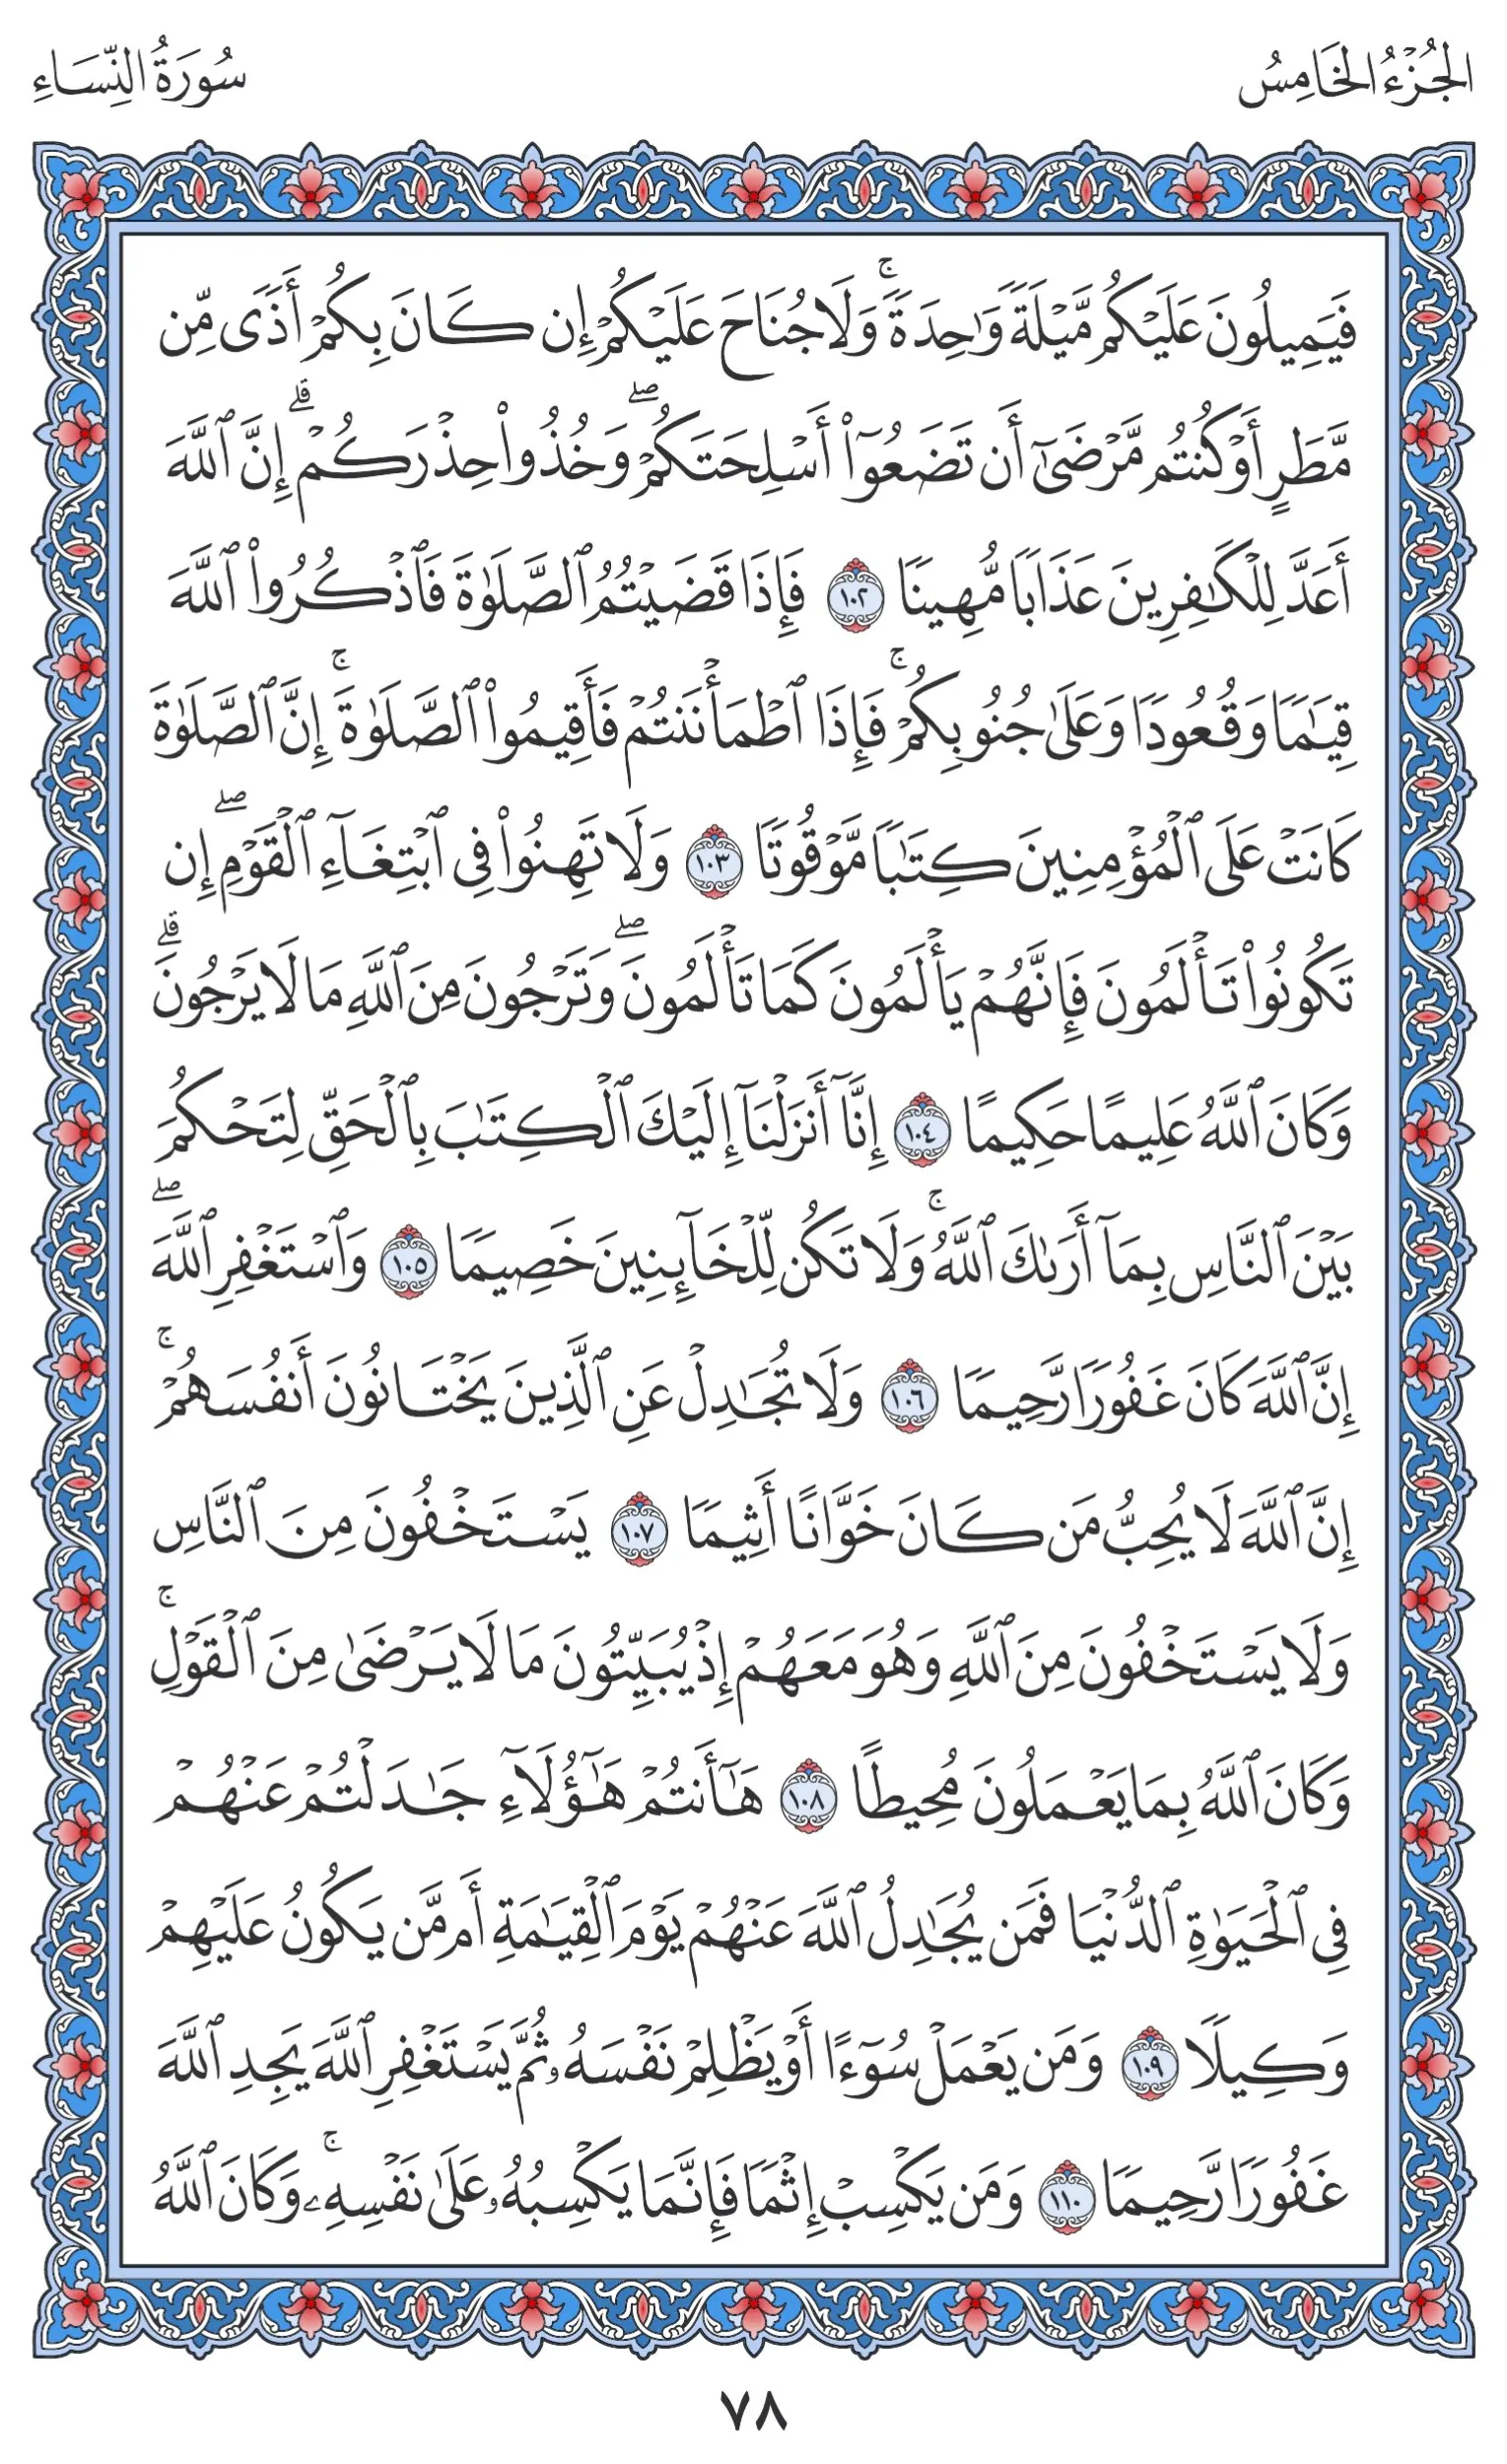 الجُزْءُ الخَامِسُ
سُورَةُ النِّسَاءِ
فَيَمِيلُونَ عَلَيْكُم مَّيْلَةً وَٰحِدَةً ۚ وَلَا جُنَاحَ عَلَيْكُمْ إِن كَانَ بِكُمْ أَذًى مِّن
مَّطَرٍ أَوْ كُنتُم مَّرْضَىٰٓ أَن تَضَعُوٓا۟ أَسْلِحَتَكُمْ ۖ وَخُذُوا۟ حِذْرَكُمْ ۗ إِنَّ ٱللَّهَ
أَعَدَّ لِلْكَـٰفِرِينَ عَذَابًا مُّهِينًا ١٠٢ فَإِذَا قَضَيْتُمُ ٱلصَّلَوٰةَ فَٱذْكُرُوا۟ ٱللَّهَ
قِيَـٰمًا وَقُعُودًا وَعَلَىٰ جُنُوبِكُمْ ۚ فَإِذَا ٱطْمَأْنَنتُمْ فَأَقِيمُوا۟ ٱلصَّلَوٰةَ ۚ إِنَّ ٱلصَّلَوٰةَ
كَانَتْ عَلَى ٱلْمُؤْمِنِينَ كِتَـٰبًا مَّوْقُوتًا ١٠٣ وَلَا تَهِنُوا۟ فِى ٱبْتِغَآءِ ٱلْقَوْمِ ۖ إِن
تَكُونُوا۟ تَأْلَمُونَ فَإِنَّهُمْ يَأْلَمُونَ كَمَا تَأْلَمُونَ ۖ وَتَرْجُونَ مِنَ ٱللَّهِ مَا لَا يَرْجُونَ ۗ
وَكَانَ ٱللَّهُ عَلِيمًا حَكِيمًا ١٠٤ إِنَّآ أَنزَلْنَآ إِلَيْكَ ٱلْكِتَـٰبَ بِٱلْحَقِّ لِتَحْكُمَ
بَيْنَ ٱلنَّاسِ بِمَآ أَرَىٰكَ ٱللَّهُ ۚ وَلَا تَكُن لِّلْخَآئِنِينَ خَصِيمًا ١٠٥ وَٱسْتَغْفِرِ ٱللَّهَ ۖ
إِنَّ ٱللَّهَ كَانَ غَفُورًا رَّحِيمًا ١٠٦ وَلَا تُجَـٰدِلْ عَنِ ٱلَّذِينَ يَخْتَانُونَ أَنفُسَهُمْ ۚ
إِنَّ ٱللَّهَ لَا يُحِبُّ مَن كَانَ خَوَّانًا أَثِيمًا ١٠٧ يَسْتَخْفُونَ مِنَ ٱلنَّاسِ
وَلَا يَسْتَخْفُونَ مِنَ ٱللَّهِ وَهُوَ مَعَهُمْ إِذْ يُبَيِّتُونَ مَا لَا يَرْضَىٰ مِنَ ٱلْقَوْلِ ۚ
وَكَانَ ٱللَّهُ بِمَا يَعْمَلُونَ مُحِيطًا ١٠٨ هَـٰٓأَنتُمْ هَـٰٓؤُلَآءِ جَـٰدَلْتُمْ عَنْهُمْ
فِى ٱلْحَيَوٰةِ ٱلدُّنْيَا فَمَن يُجَـٰدِلُ ٱللَّهَ عَنْهُمْ يَوْمَ ٱلْقِيَـٰمَةِ أَم مَّن يَكُونُ عَلَيْهِمْ
وَكِيلًا ١٠٩ وَمَن يَعْمَلْ سُوٓءًا أَوْ يَظْلِمْ نَفْسَهُۥ ثُمَّ يَسْتَغْفِرِ ٱللَّهَ يَجِدِ ٱللَّهَ
غَفُورًا رَّحِيمًا ١١٠ وَمَن يَكْسِبْ إِثْمًا فَإِنَّمَا يَكْسِبُهُۥ عَلَىٰ نَفْسِهِۦ ۚ وَكَانَ ٱللَّهُ
٧٨